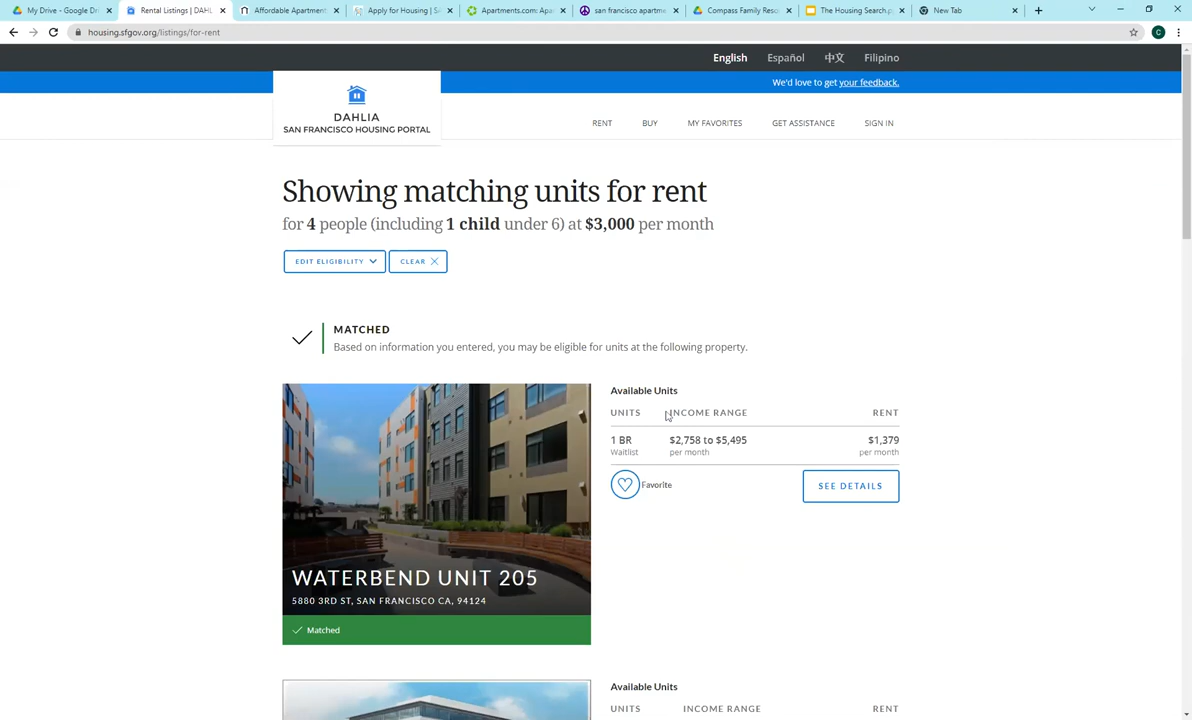 My Drive - Google Dr
Rental Listings | DAHL
Affordable Apartment
Apply for Housing | S
Apartments.com: Apa
san francisco apartme
Compass Family Reso
The Housing Search.p
New Tab
C
housing.sfgov.org/listings/for-rent
English
Español
中文
Filipino
We'd love to get your feedback.
DAHLIA
SAN FRANCISCO HOUSING PORTAL
RENT
BUY
MY FAVORITES
GET ASSISTANCE
SIGN IN
Showing matching units for rent
for 4 people (including 1 child under 6) at $3,000 per month
EDIT ELIGIBILITY
CLEAR
MATCHED
Based on information you entered, you may be eligible for units at the following property.
Available Units
UNITS INCOME RANGE RENT
1 BR $2,758 to $5,495 $1,379
Waitlist per month per month
Favorite
SEE DETAILS
WATERBEND UNIT 205
5880 3RD ST, SAN FRANCISCO CA, 94124
Matched
Available Units
UNITS INCOME RANGE RENT